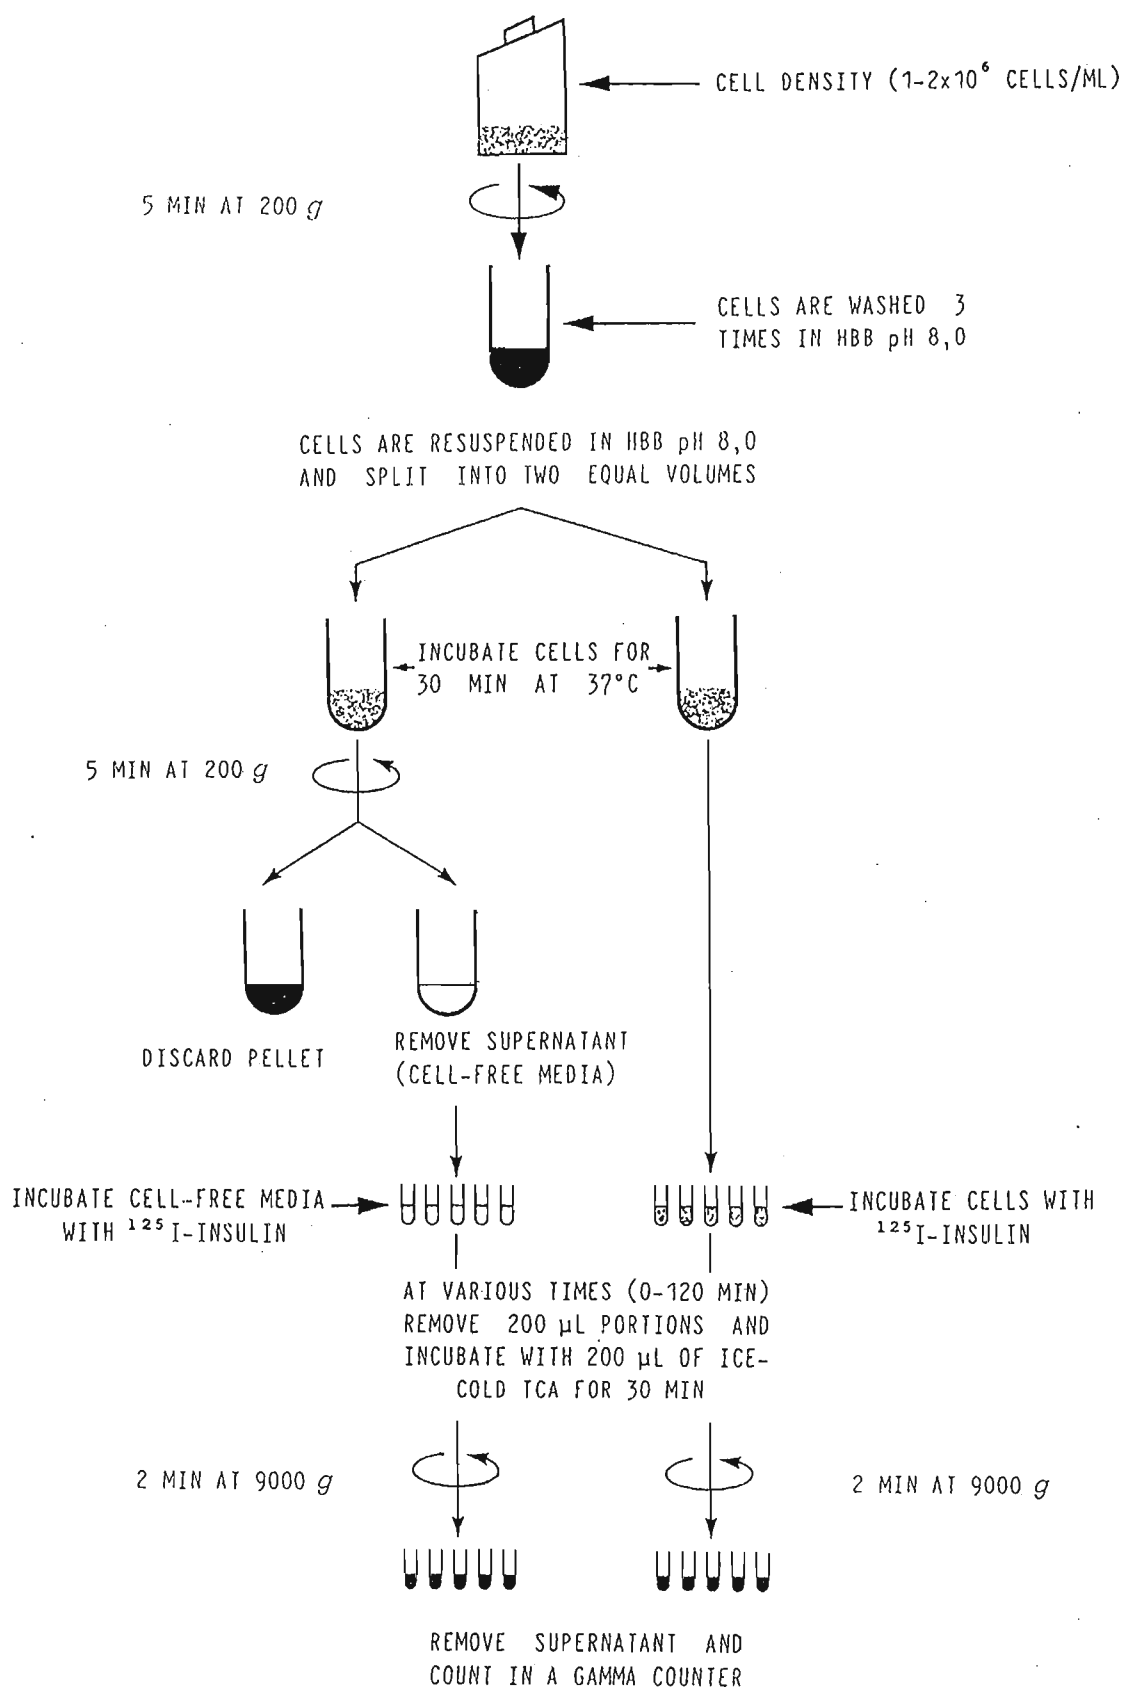 CELL DENSITY (1-2x10⁶ CELLS/ML)
5 MIN AT 200 g
CELLS ARE WASHED 3
TIMES IN HBB pH 8,0
CELLS ARE RESUSPENDED IN HBB pH 8,0
AND SPLIT INTO TWO EQUAL VOLUMES
INCUBATE CELLS FOR
30 MIN AT 37°C
5 MIN AT 200 g
DISCARD PELLET
REMOVE SUPERNATANT
(CELL-FREE MEDIA)
INCUBATE CELL-FREE MEDIA
WITH ¹²⁵I-INSULIN
INCUBATE CELLS WITH
¹²⁵I-INSULIN
AT VARIOUS TIMES (0-120 MIN)
REMOVE 200 µL PORTIONS AND
INCUBATE WITH 200 µL OF ICE-
COLD TCA FOR 30 MIN
2 MIN AT 9000 g
2 MIN AT 9000 g
REMOVE SUPERNATANT AND
COUNT IN A GAMMA COUNTER